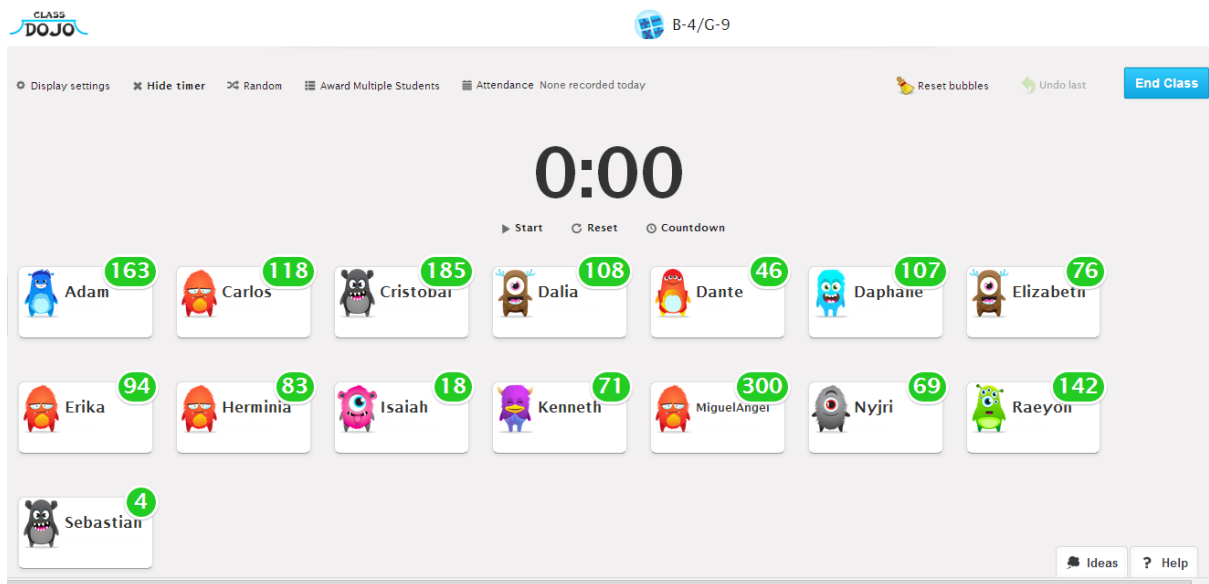 CLASS
DOJO
B-4/G-9
Display settings Hide timer Random Award Multiple Students Attendance None recorded today Reset bubbles Undo last End Class
0:00
Start Reset Countdown
163 118 185 108 46 107 76
Adam Carlos Cristobal Dalia Dante Daphane Elizabeth
94 83 18 71 300 69 142
Erika Herminia Isaiah Kenneth MiguelAngel Nyjri Raeyon
4
Sebastian
Ideas ? Help